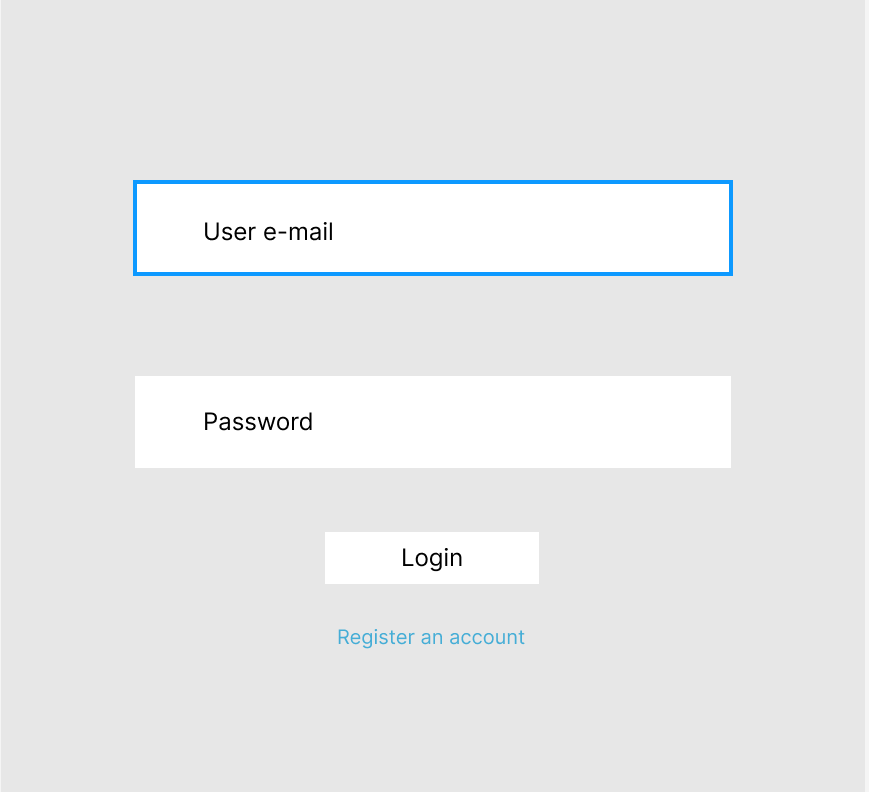 User e-mail
Password
Login
Register an account